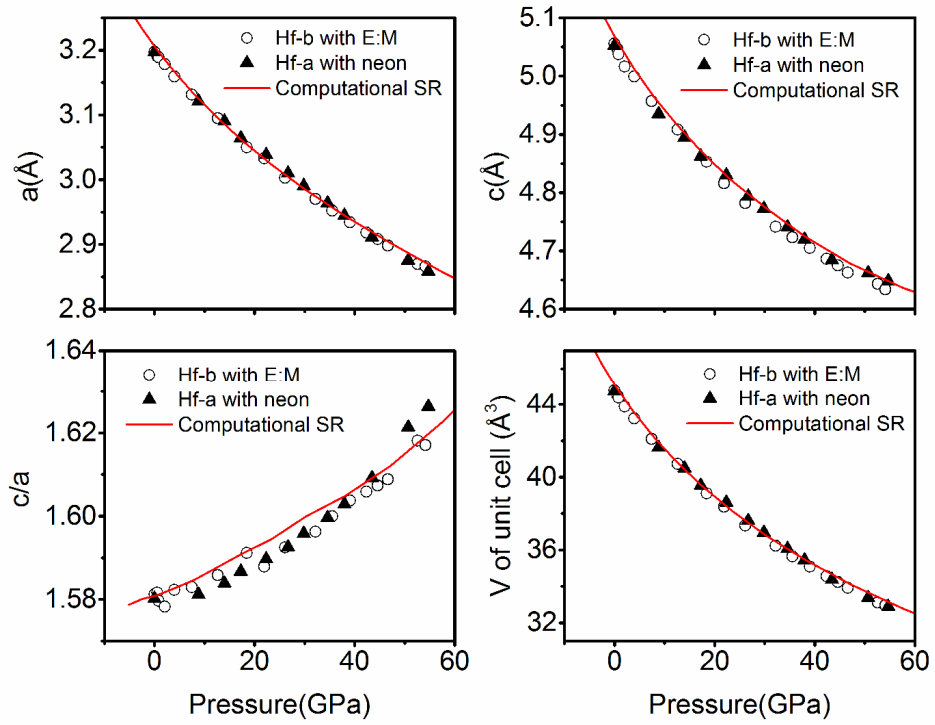 3.2
3.1
3.0
2.9
2.8
a(Å)
Hf-b with E:M
Hf-a with neon
Computational SR
5.1
5.0
4.9
4.8
4.7
4.6
c(Å)
Hf-b with E:M
Hf-a with neon
Computational SR
1.64
1.62
1.60
1.58
c/a
Hf-b with E:M
Hf-a with neon
Computational SR
0 20 40 60
Pressure(GPa)
44
40
36
32
V of unit cell (Å³)
Hf-b with E:M
Hf-a with neon
Computational SR
0 20 40 60
Pressure(GPa)